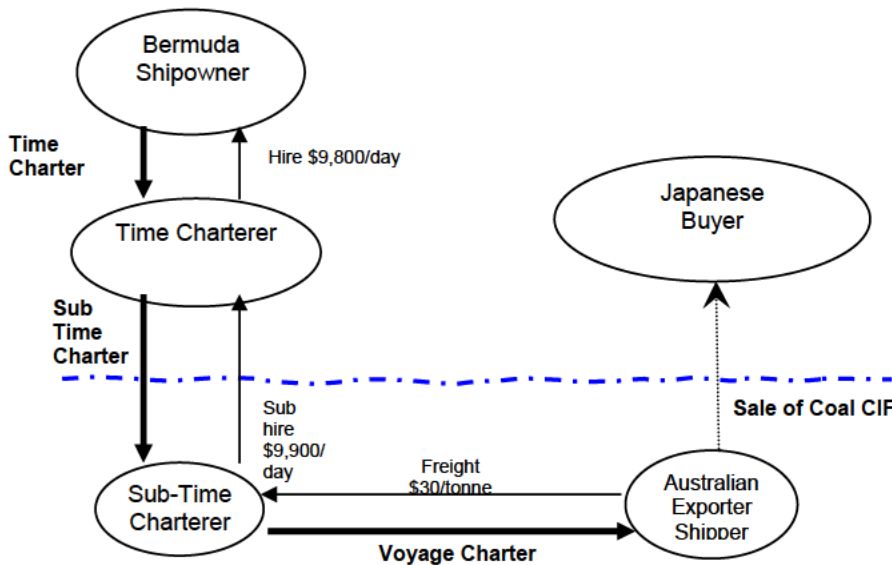 Bermuda
Shipowner
Time
Charter
Hire $9,800/day
Japanese
Buyer
Time Charterer
Sub
Time
Charter
Sale of Coal CIF
Sub
hire
$9,900/
day
Freight
$30/tonne
Sub-Time
Charterer
Australian
Exporter
Shipper
Voyage Charter